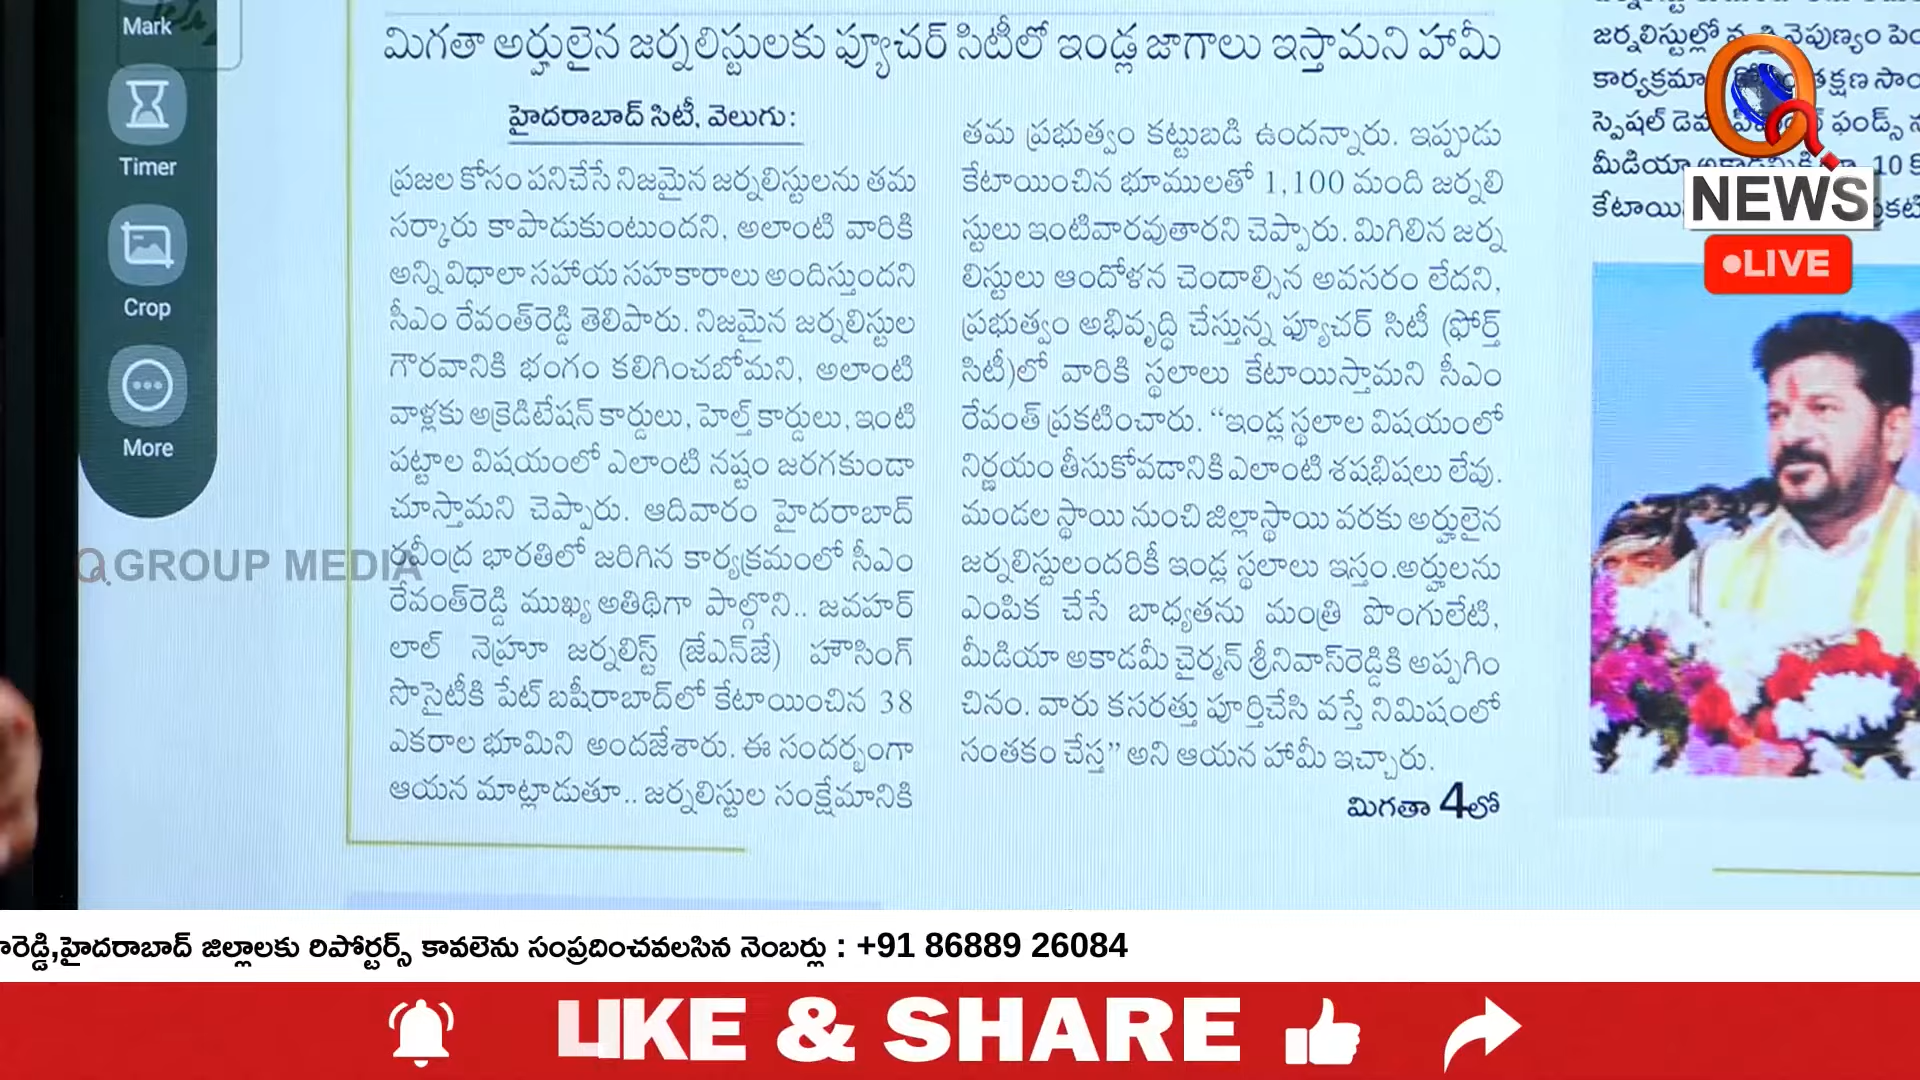 Mark
Timer
Crop
More
మిగతా అర్హులైన జర్నలిస్టులకు ఫ్యూచర్ సిటీలో ఇండ్ల జాగాలు ఇస్తామని హామీ
హైదరాబాద్ సిటీ, వెలుగు:
ప్రజల కోసం పనిచేసే నిజమైన జర్నలిస్టులను తమ
సర్కారు కాపాడుకుంటుందని, అలాంటి వారికి
అన్ని విధాలా సహాయ సహకారాలు అందిస్తుందని
సీఎం రేవంత్‌రెడ్డి తెలిపారు. నిజమైన జర్నలిస్టుల
గౌరవానికి భంగం కలిగించబోమని, అలాంటి
వాళ్లకు అక్రెడిటేషన్ కార్డులు, హెల్త్ కార్డులు, ఇంటి
పట్టాల విషయంలో ఎలాంటి నష్టం జరగకుండా
చూస్తామని చెప్పారు. ఆదివారం హైదరాబాద్
రవీంద్ర భారతిలో జరిగిన కార్యక్రమంలో సీఎం
రేవంత్‌రెడ్డి ముఖ్య అతిథిగా పాల్గొని.. జవహర్
లాల్ నెహ్రూ జర్నలిస్ట్ (జేఎన్‌జే) హౌసింగ్
సొసైటీకి పేట్ బషీరాబాద్‌లో కేటాయించిన 38
ఎకరాల భూమిని అందజేశారు. ఈ సందర్భంగా
ఆయన మాట్లాడుతూ.. జర్నలిస్టుల సంక్షేమానికి
తమ ప్రభుత్వం కట్టుబడి ఉందన్నారు. ఇప్పుడు
కేటాయించిన భూములతో 1,100 మంది జర్నలి
స్టులు ఇంటివారవుతారని చెప్పారు. మిగిలిన జర్న
లిస్టులు ఆందోళన చెందాల్సిన అవసరం లేదని,
ప్రభుత్వం అభివృద్ధి చేస్తున్న ఫ్యూచర్ సిటీ (ఫోర్త్
సిటీ)లో వారికి స్థలాలు కేటాయిస్తామని సీఎం
రేవంత్ ప్రకటించారు. “ఇండ్ల స్థలాల విషయంలో
నిర్ణయం తీసుకోవడానికి ఎలాంటి శషభిషలు లేవు.
మండల స్థాయి నుంచి జిల్లాస్థాయి వరకు అర్హులైన
జర్నలిస్టులందరికీ ఇండ్ల స్థలాలు ఇస్తం.అర్హులను
ఎంపిక చేసే బాధ్యతను మంత్రి పొంగులేటి,
మీడియా అకాడమీ చైర్మన్ శ్రీనివాస్‌రెడ్డికి అప్పగిం
చినం. వారు కసరత్తు పూర్తిచేసి వస్తే నిమిషంలో
సంతకం చేస్త” అని ఆయన హామీ ఇచ్చారు.
మిగతా 4లో
జర్నలిస్టుల్లో
స్పెషల్
ఫండ్స్
మీడియా
10
Q
NEWS
LIVE
Q GROUP MEDIA
రెడ్డి,హైదరాబాద్ జిల్లాలకు రిపోర్టర్స్ కావలెను సంప్రదించవలసిన నెంబర్లు : +91 86889 26084
LIKE & SHARE